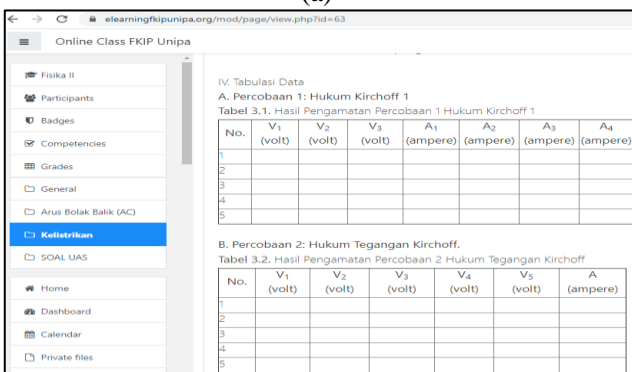 (a)
elearningfkipunipa.org/mod/page/view.php?id=63
Online Class FKIP Unipa
Fisika II
Participants
Badges
Competencies
Grades
General
Arus Bolak Balik (AC)
Kelistrikan
SOAL UAS
Home
Dashboard
Calendar
Private files
IV. Tabulasi Data
A. Percobaan 1: Hukum Kirchoff 1
Tabel 3.1. Hasil Pengamatan Percobaan 1 Hukum Kirchoff 1
No. V₁ (volt) V₂ (volt) V₃ (volt) A₁ (ampere) A₂ (ampere) A₃ (ampere) A₄ (ampere)
1
2
3
4
5
B. Percobaan 2: Hukum Tegangan Kirchoff.
Tabel 3.2. Hasil Pengamatan Percobaan 2 Hukum Tegangan Kirchoff
No. V₁ (volt) V₂ (volt) V₃ (volt) V₄ (volt) V₅ (volt) A (ampere)
1
2
3
4
5